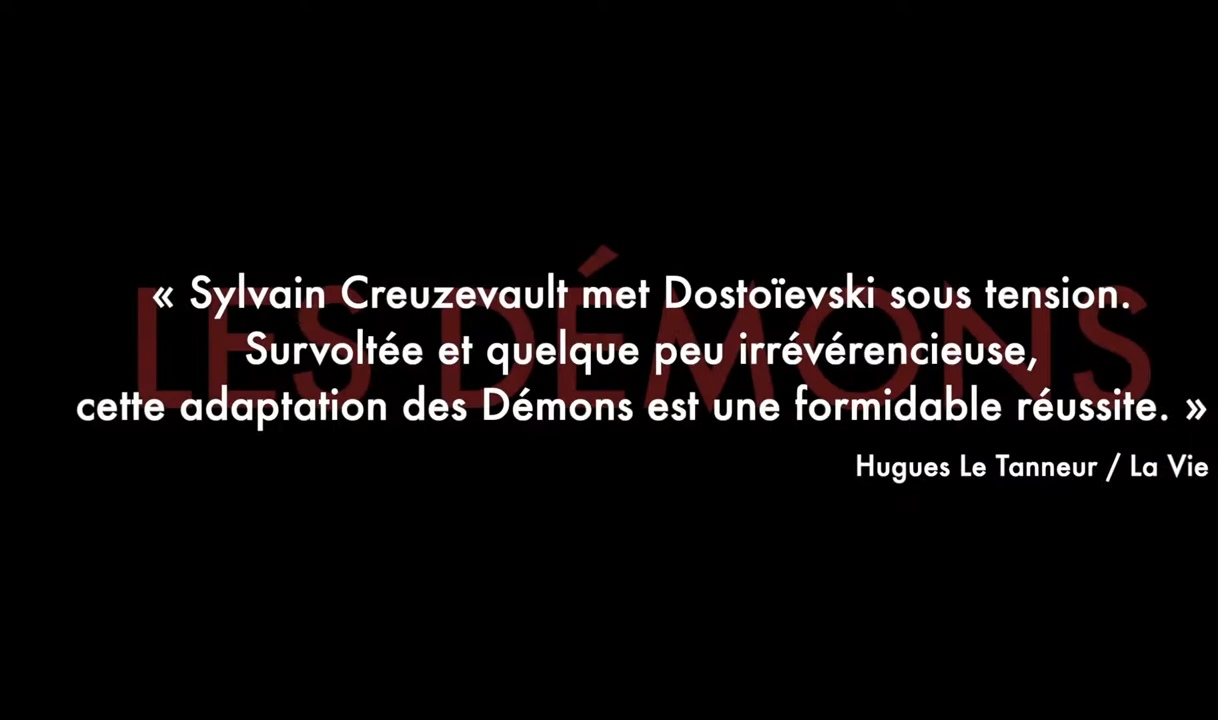 LES DÉMONS
« Sylvain Creuzevault met Dostoïevski sous tension.
Survoltée et quelque peu irrévérencieuse,
cette adaptation des Démons est une formidable réussite. »
Hugues Le Tanneur / La Vie